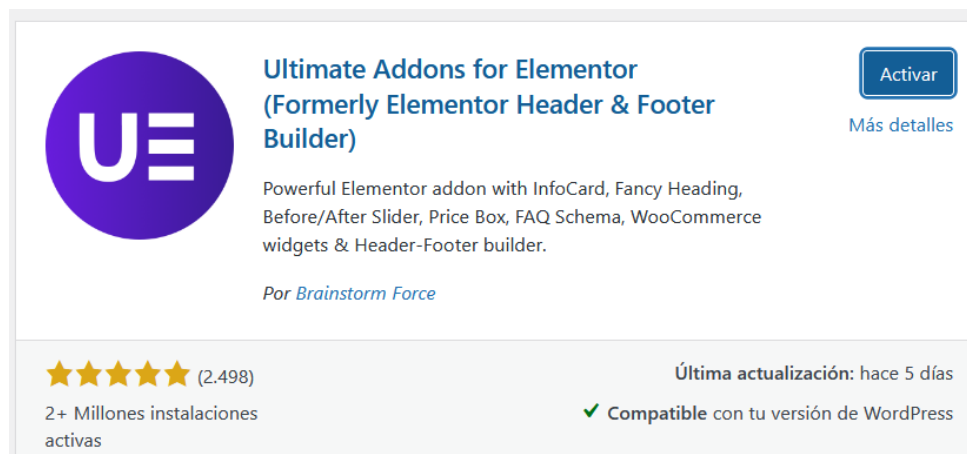 UE
Ultimate Addons for Elementor
(Formerly Elementor Header & Footer
Builder)
Activar
Más detalles
Powerful Elementor addon with InfoCard, Fancy Heading,
Before/After Slider, Price Box, FAQ Schema, WooCommerce
widgets & Header-Footer builder.
Por Brainstorm Force
(2.498)
2+ Millones instalaciones
activas
Última actualización: hace 5 días
Compatible con tu versión de WordPress